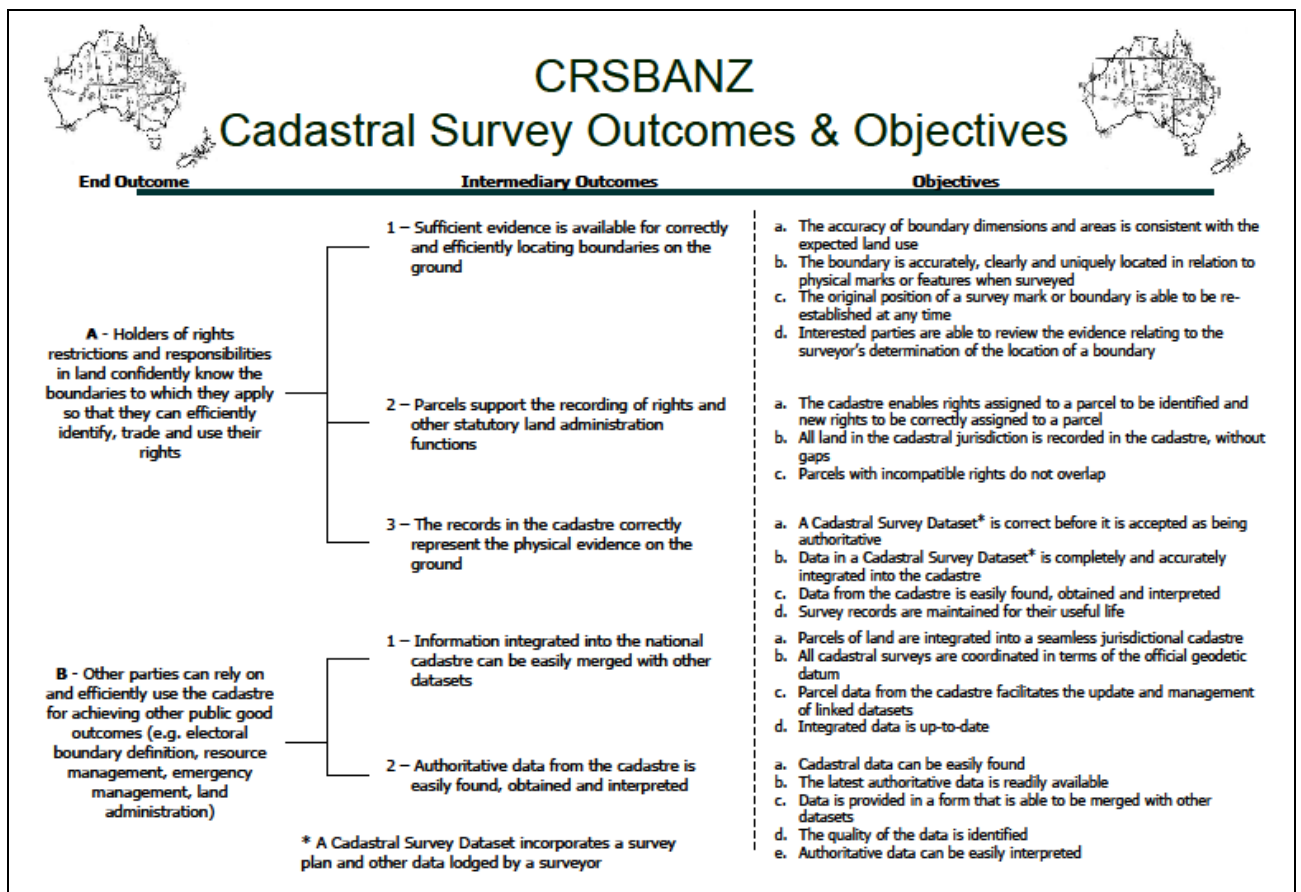 CRSBANZ
Cadastral Survey Outcomes & Objectives
End Outcome
Intermediary Outcomes
Objectives
A - Holders of rights
restrictions and responsibilities
in land confidently know the
boundaries to which they apply
so that they can efficiently
identify, trade and use their
rights
1 – Sufficient evidence is available for correctly
and efficiently locating boundaries on the
ground
a. The accuracy of boundary dimensions and areas is consistent with the
expected land use
b. The boundary is accurately, clearly and uniquely located in relation to
physical marks or features when surveyed
c. The original position of a survey mark or boundary is able to be re-
established at any time
d. Interested parties are able to review the evidence relating to the
surveyor's determination of the location of a boundary
2 – Parcels support the recording of rights and
other statutory land administration
functions
a. The cadastre enables rights assigned to a parcel to be identified and
new rights to be correctly assigned to a parcel
b. All land in the cadastral jurisdiction is recorded in the cadastre, without
gaps
c. Parcels with incompatible rights do not overlap
3 – The records in the cadastre correctly
represent the physical evidence on the
ground
a. A Cadastral Survey Dataset* is correct before it is accepted as being
authoritative
b. Data in a Cadastral Survey Dataset* is completely and accurately
integrated into the cadastre
c. Data from the cadastre is easily found, obtained and interpreted
d. Survey records are maintained for their useful life
B - Other parties can rely on
and efficiently use the cadastre
for achieving other public good
outcomes (e.g. electoral
boundary definition, resource
management, emergency
management, land
administration)
1 – Information integrated into the national
cadastre can be easily merged with other
datasets
a. Parcels of land are integrated into a seamless jurisdictional cadastre
b. All cadastral surveys are coordinated in terms of the official geodetic
datum
c. Parcel data from the cadastre facilitates the update and management
of linked datasets
d. Integrated data is up-to-date
2 – Authoritative data from the cadastre is
easily found, obtained and interpreted
a. Cadastral data can be easily found
b. The latest authoritative data is readily available
c. Data is provided in a form that is able to be merged with other
datasets
d. The quality of the data is identified
e. Authoritative data can be easily interpreted
* A Cadastral Survey Dataset incorporates a survey
plan and other data lodged by a surveyor